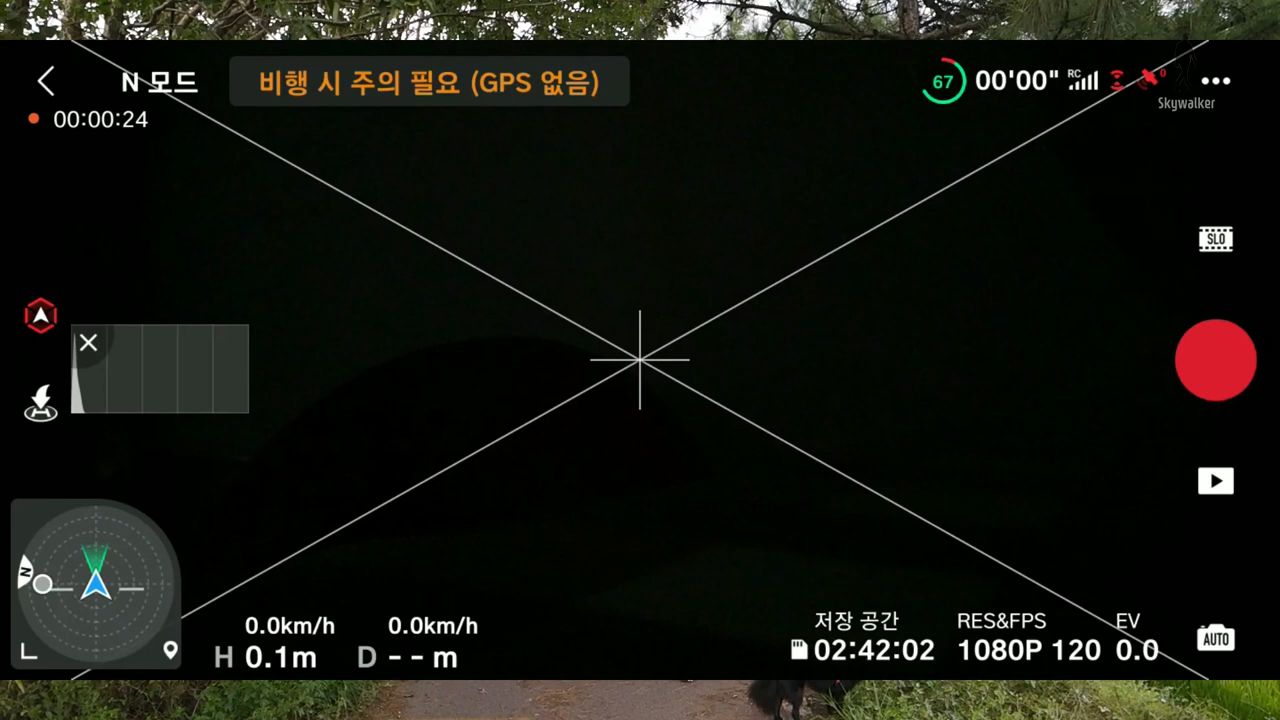 N 모드
비행 시 주의 필요 (GPS 없음)
67
00'00"
RC
0
Skywalker
00:00:24
SLO
N
0.0km/h
0.0km/h
H 0.1m
D - - m
저장 공간
RES&FPS
EV
02:42:02
1080P 120
0.0
AUTO